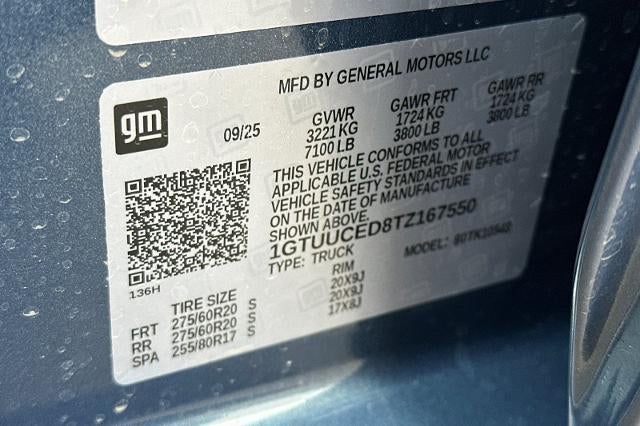 MFD BY GENERAL MOTORS LLC
gm
09/25
GVWR GAWR FRT GAWR RR
3221 KG 1724 KG 1724 KG
7100 LB 3800 LB 3800 LB
THIS VEHICLE CONFORMS TO ALL
APPLICABLE U.S. FEDERAL MOTOR
VEHICLE SAFETY STANDARDS IN EFFECT
ON THE DATE OF MANUFACTURE
SHOWN ABOVE.
1GTUUCED8TZ167550
TYPE: TRUCK MODEL:
136H
TIRE SIZE RIM
FRT 275/60R20 S 20X9J
RR 275/60R20 S 20X9J
SPA 255/80R17 S 17X8J